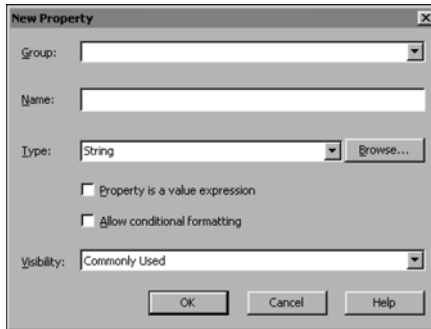 New Property
Group:
Name:
Type: String Browse...
Property is a value expression
Allow conditional formatting
Visibility: Commonly Used
OK Cancel Help